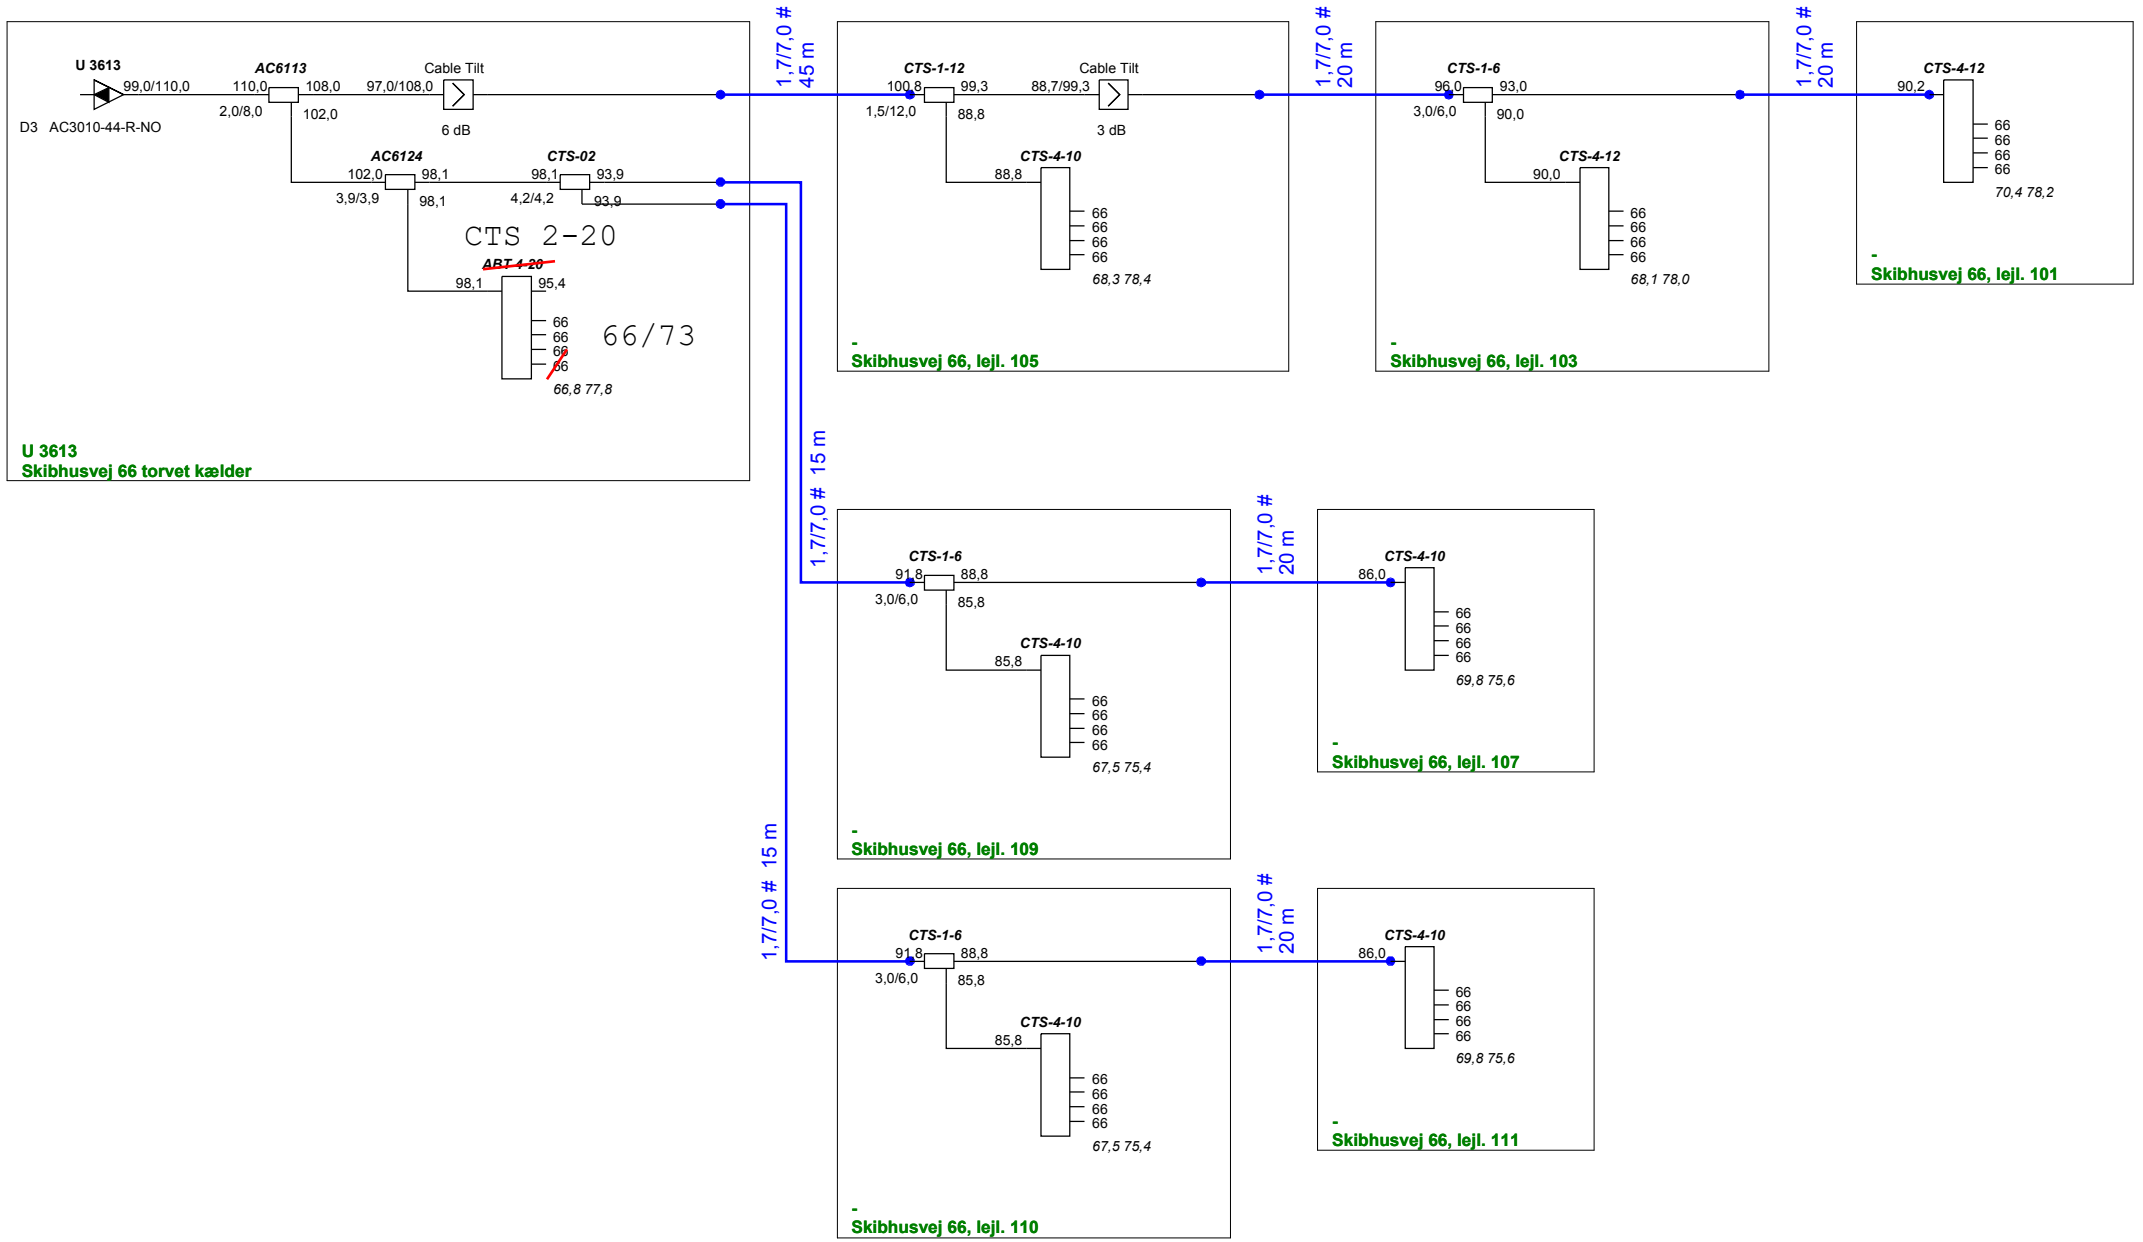 U 3613
99,0/110,0
D3 AC3010-44-R-NO
AC6113
110,0 108,0
2,0/8,0 102,0
Cable Tilt
97,0/108,0
6 dB
AC6124
102,0 98,1
3,9/3,9 98,1
CTS-02
98,1 93,9
4,2/4,2 93,9
CTS 2-20
ABT-4-20
98,1 95,4
66
66
66
66
66/73
66,8 77,8
U 3613
Skibhusvej 66 torvet kælder
1,7/7,0 #
45 m
CTS-1-12
100,8 99,3
1,5/12,0 88,8
Cable Tilt
88,7/99,3
3 dB
CTS-4-10
88,8
66
66
66
66
68,3 78,4
-
Skibhusvej 66, lejl. 105
1,7/7,0 #
20 m
CTS-1-6
96,0 93,0
3,0/6,0 90,0
CTS-4-12
90,0
66
66
66
66
68,1 78,0
-
Skibhusvej 66, lejl. 103
1,7/7,0 #
20 m
CTS-4-12
90,2
66
66
66
66
70,4 78,2
-
Skibhusvej 66, lejl. 101
1,7/7,0 # 15 m
CTS-1-6
91,8 88,8
3,0/6,0 85,8
CTS-4-10
85,8
66
66
66
66
67,5 75,4
-
Skibhusvej 66, lejl. 109
1,7/7,0 #
20 m
CTS-4-10
86,0
66
66
66
66
69,8 75,6
-
Skibhusvej 66, lejl. 107
1,7/7,0 # 15 m
CTS-1-6
91,8 88,8
3,0/6,0 85,8
CTS-4-10
85,8
66
66
66
66
67,5 75,4
-
Skibhusvej 66, lejl. 110
1,7/7,0 #
20 m
CTS-4-10
86,0
66
66
66
66
69,8 75,6
-
Skibhusvej 66, lejl. 111